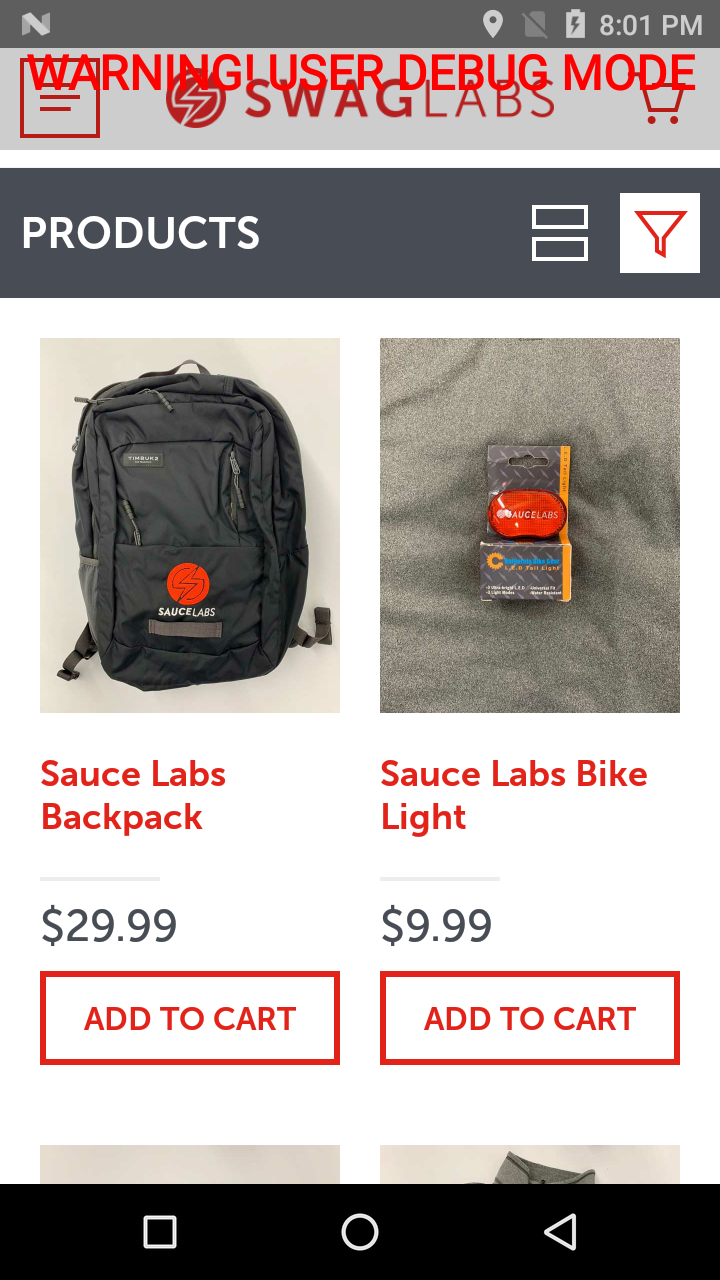 8:01 PM
WARNING! USER DEBUG MODE
SWAGLABS
PRODUCTS
TIMBUK2
SAUCELABS
SAUCELABS
L.E.D Tail Light
Sauce Labs Backpack
Sauce Labs Bike Light
$29.99
$9.99
ADD TO CART
ADD TO CART